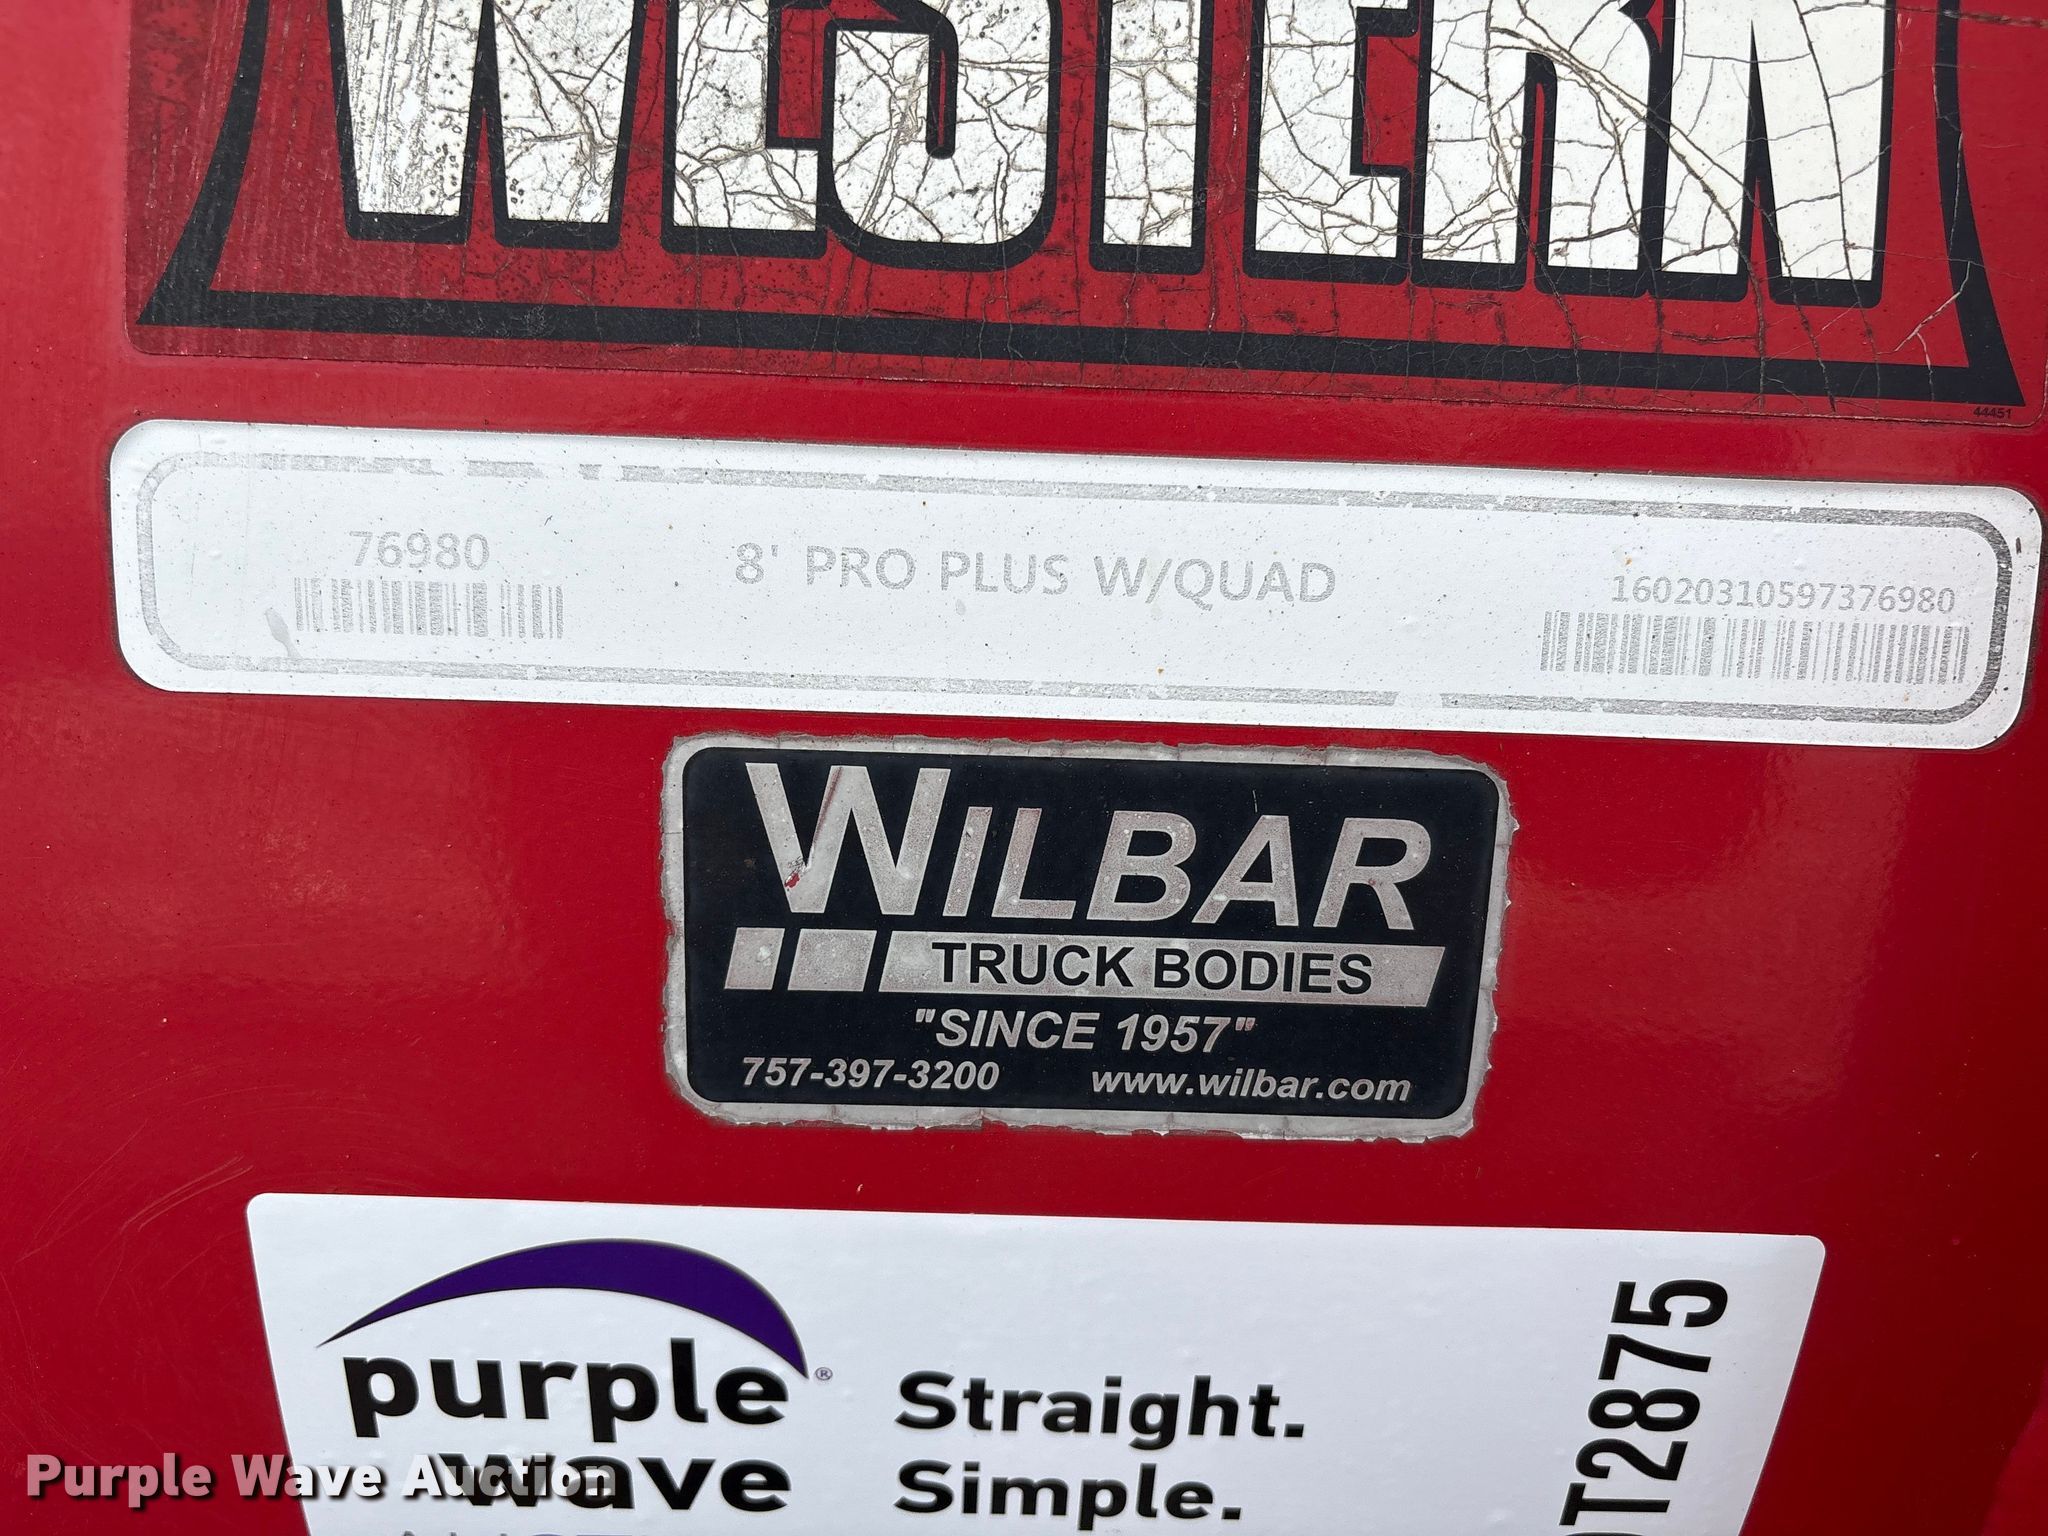 WESTERN
44451
76980
8' PRO PLUS W/QUAD
16020310597376980
WILBAR
TRUCK BODIES
"SINCE 1957"
757-397-3200 www.wilbar.com
purple®
wave
Straight.
Simple.
T2875
Purple Wave Auction